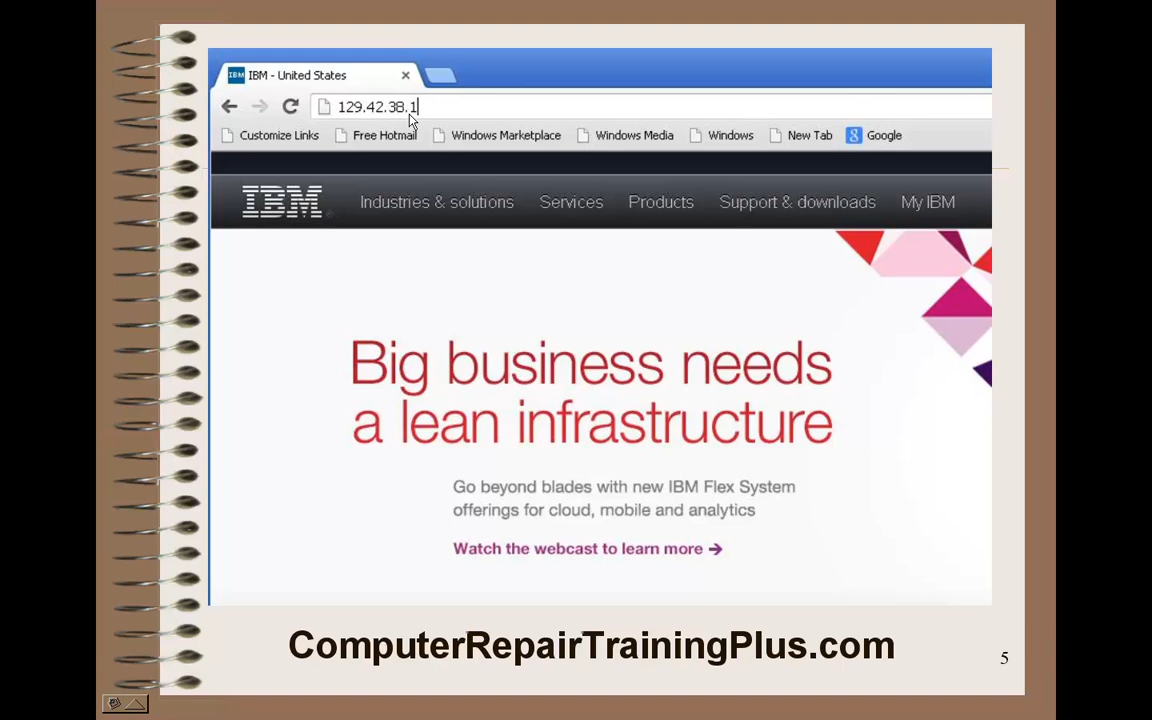 IBM IBM - United States
129.42.38.1
Customize Links Free Hotmail Windows Marketplace Windows Media Windows New Tab 8 Google
IBM Industries & solutions Services Products Support & downloads My IBM
Big business needs
a lean infrastructure
Go beyond blades with new IBM Flex System
offerings for cloud, mobile and analytics
Watch the webcast to learn more →
ComputerRepairTrainingPlus.com
5